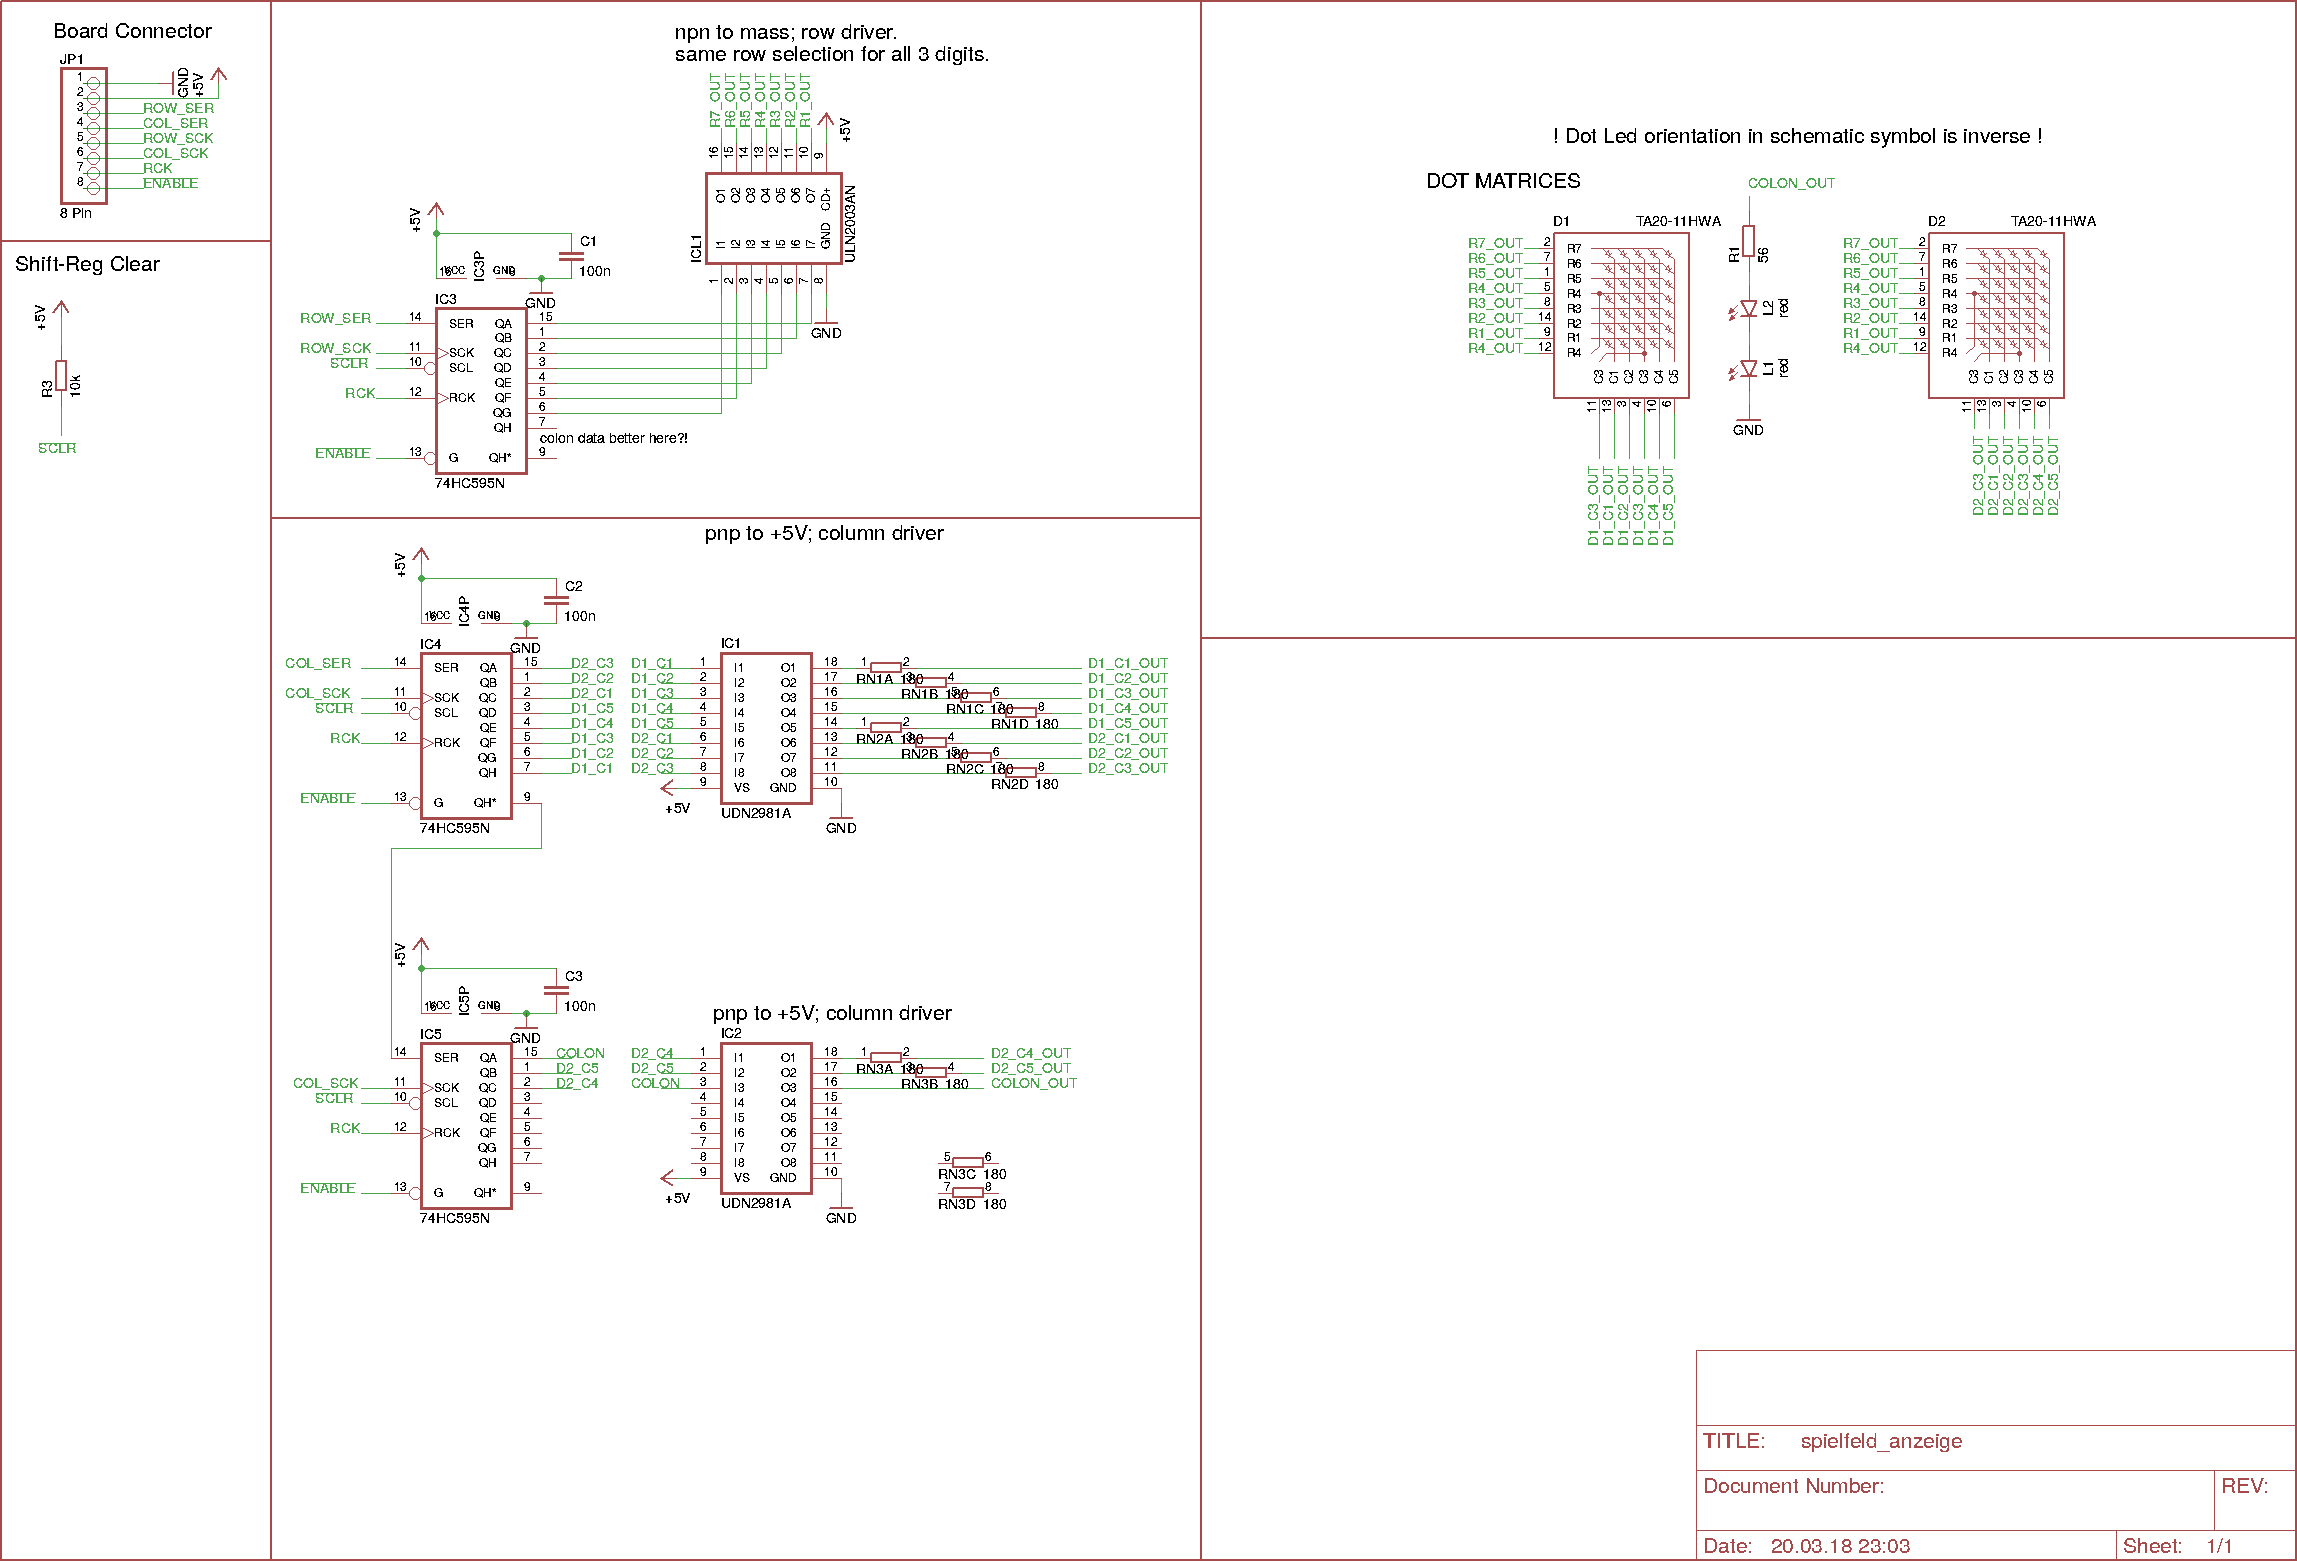 Board Connector
JP1
1
2
3
4
5
6
7
8
GND
+5V
ROW_SER
COL_SER
ROW_SCK
COL_SCK
RCK
ENABLE
8 Pin
Shift-Reg Clear
+5V
R3
10k
SCLR
npn to mass; row driver.
same row selection for all 3 digits.
R7_OUT
R6_OUT
R5_OUT
R4_OUT
R3_OUT
R2_OUT
R1_OUT
+5V
16 15 14 13 12 11 10 9
O1 O2 O3 O4 O5 O6 O7 CD+
I1 I2 I3 I4 I5 I6 I7 GND
ICL1
ULN2003AN
1 2 3 4 5 6 7 8
GND
+5V
C1
100n
IC3P
VCC
GND
GND
IC3
ROW_SER 14 SER QA 15
QB 1
ROW_SCK 11 SCK QC 2
SCLR 10 SCL QD 3
QE 4
RCK 12 RCK QF 5
QG 6
QH 7
colon data better here?!
ENABLE 13 G QH* 9
74HC595N
pnp to +5V; column driver
+5V
C2
100n
IC4P
VCC
GND
GND
IC4
COL_SER 14 SER QA 15 D2_C3
QB 1 D2_C2
COL_SCK 11 SCK QC 2 D2_C1
SCLR 10 SCL QD 3 D1_C5
QE 4 D1_C4
RCK 12 RCK QF 5 D1_C3
QG 6 D1_C2
QH 7 D1_C1
ENABLE 13 G QH* 9
74HC595N
IC1
D1_C1 1 I1 O1 18 1 2 D1_C1_OUT
RN1A 180
D1_C2 2 I2 O2 17 3 4 D1_C2_OUT
RN1B 180
D1_C3 3 I3 O3 16 5 6 D1_C3_OUT
RN1C 180
D1_C4 4 I4 O4 15 7 8 D1_C4_OUT
RN1D 180
D1_C5 5 I5 O5 14 1 2 D1_C5_OUT
RN2A 180
D2_C1 6 I6 O6 13 3 4 D2_C1_OUT
RN2B 180
D2_C2 7 I7 O7 12 5 6 D2_C2_OUT
RN2C 180
D2_C3 8 I8 O8 11 7 8 D2_C3_OUT
RN2D 180
9 VS GND 10
+5V
UDN2981A
GND
+5V
C3
100n
IC5P
VCC
GND
GND
IC5
14 SER QA 15 COLON
QB 1 D2_C5
COL_SCK 11 SCK QC 2 D2_C4
SCLR 10 SCL QD 3
QE 4
RCK 12 RCK QF 5
QG 6
QH 7
ENABLE 13 G QH* 9
74HC595N
pnp to +5V; column driver
IC2
D2_C4 1 I1 O1 18 1 2 D2_C4_OUT
RN3A 180
D2_C5 2 I2 O2 17 3 4 D2_C5_OUT
RN3B 180
COLON 3 I3 O3 16 COLON_OUT
4 I4 O4 15
5 I5 O5 14
6 I6 O6 13
7 I7 O7 12
8 I8 O8 11
9 VS GND 10
+5V
UDN2981A
GND
5 6
RN3C 180
7 8
RN3D 180
! Dot Led orientation in schematic symbol is inverse !
DOT MATRICES
D1 TA20-11HWA
R7_OUT 2 R7
R6_OUT 7 R6
R5_OUT 1 R5
R4_OUT 5 R4
R3_OUT 8 R3
R2_OUT 14 R2
R1_OUT 9 R1
R4_OUT 12 R4
C3 C1 C2 C3 C4 C5
11 13 3 4 10 6
D1_C3_OUT
D1_C1_OUT
D1_C2_OUT
D1_C3_OUT
D1_C4_OUT
D1_C5_OUT
COLON_OUT
R1
56
L2
red
L1
red
GND
D2 TA20-11HWA
R7_OUT 2 R7
R6_OUT 7 R6
R5_OUT 1 R5
R4_OUT 5 R4
R3_OUT 8 R3
R2_OUT 14 R2
R1_OUT 9 R1
R4_OUT 12 R4
C3 C1 C2 C3 C4 C5
11 13 3 4 10 6
D2_C3_OUT
D2_C1_OUT
D2_C2_OUT
D2_C3_OUT
D2_C4_OUT
D2_C5_OUT
TITLE: spielfeld_anzeige
Document Number:
REV:
Date: 20.03.18 23:03
Sheet: 1/1